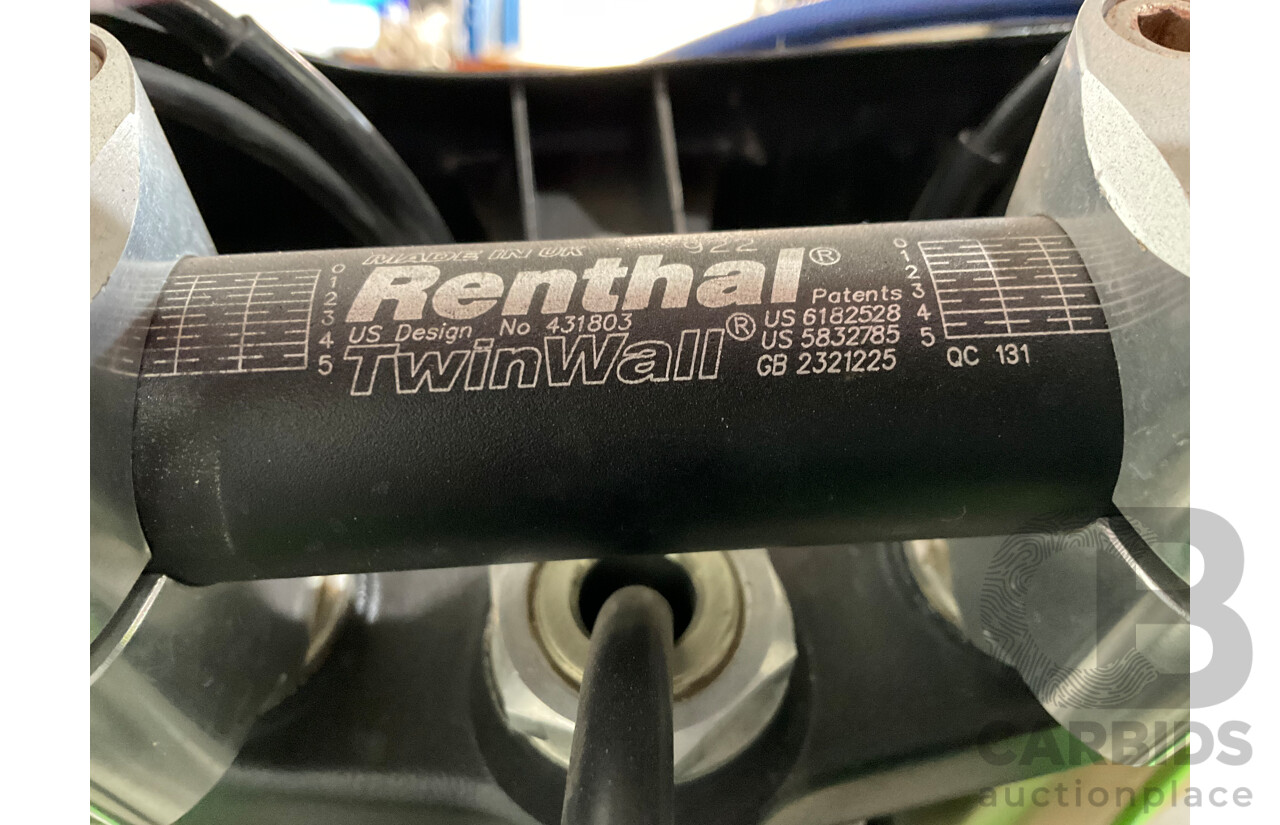 MADE IN UK 922
Renthal®
US Design No 431803
TwinWall®
Patents
US 6182528
US 5832785
GB 2321225
0
1
2
3
4
5
0
1
2
3
4
5
QC 131
CB
CARBIDS
auctionplace